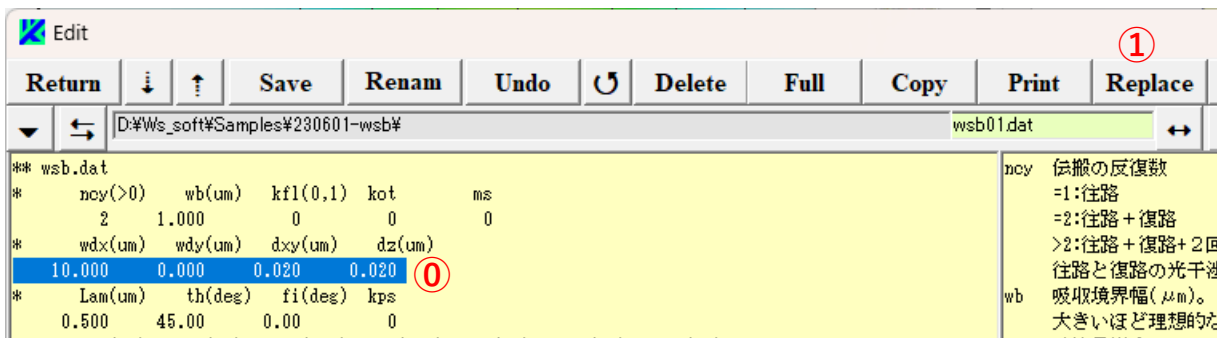 Edit
①
Return ↓ ↑ Save Renam Undo ↺ Delete Full Copy Print Replace
D:¥Ws_soft¥Samples¥230601-wsb¥ wsb01.dat ↔
** wsb.dat
* ncy(>0) wb(um) kfl(0,1) kot ms
2 1.000 0 0 0
* wdx(um) wdy(um) dxy(um) dz(um)
10.000 0.000 0.020 0.020 ⓪
* Lam(um) th(deg) fi(deg) kps
0.500 45.00 0.00 0
ncy 伝搬の反復数
=1:往路
=2:往路+復路
>2:往路+復路+2回
往路と復路の光干渉
wb 吸収境界幅(μm)。
大きいほど理想的な